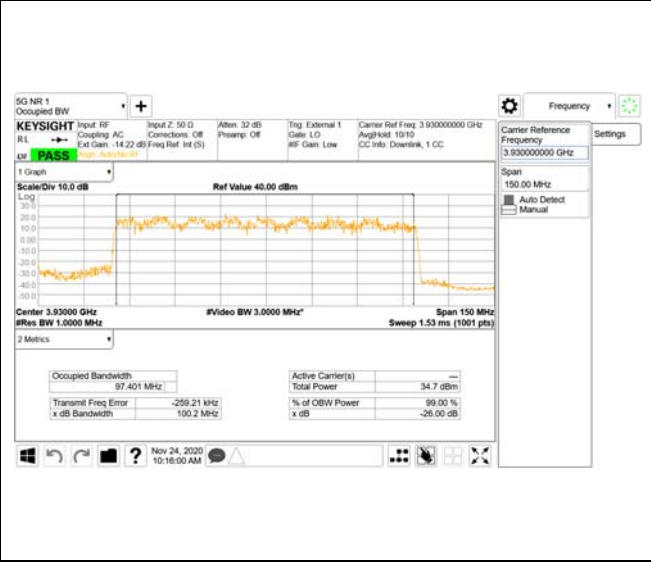 5G NR 1
Occupied BW
Frequency
KEYSIGHT
R L
LW
PASS
Input: RF
Coupling: AC
Ext Gain: -14.22 dB
Align: Auto/No RF
Input Z: 50 Ω
Corrections: Off
Freq Ref: Int (S)
Atten: 32 dB
Preamp: Off
Trig: External 1
Gate: LO
#IF Gain: Low
Carrier Ref Freq: 3.930000000 GHz
Avg|Hold: 10/10
CC Info: Downlink, 1 CC
Carrier Reference
Frequency
3.930000000 GHz
Settings
Span
150.00 MHz
Auto Detect
Manual
1 Graph
Scale/Div 10.0 dB
Ref Value 40.00 dBm
Log
30.0
20.0
10.0
0.00
-10.0
-20.0
-30.0
-40.0
-50.0
Center 3.93000 GHz
#Video BW 3.0000 MHz*
Span 150 MHz
#Res BW 1.0000 MHz
Sweep 1.53 ms (1001 pts)
2 Metrics
Occupied Bandwidth
97.401 MHz
Active Carrier(s)
---
Total Power
34.7 dBm
Transmit Freq Error
-259.21 kHz
x dB Bandwidth
100.2 MHz
% of OBW Power
99.00 %
x dB
-26.00 dB
?
Nov 24, 2020
10:16:00 AM